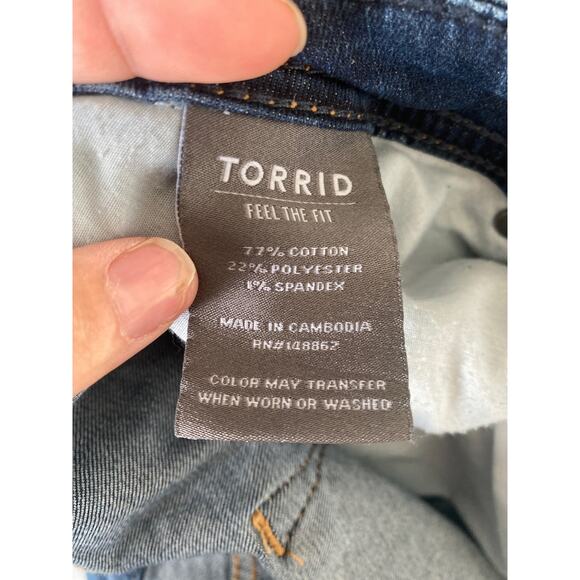 TORRID
FEEL THE FIT
77% COTTON
22% POLYESTER
1% SPANDEX
MADE IN CAMBODIA
RN#148862
COLOR MAY TRANSFER
WHEN WORN OR WASHED